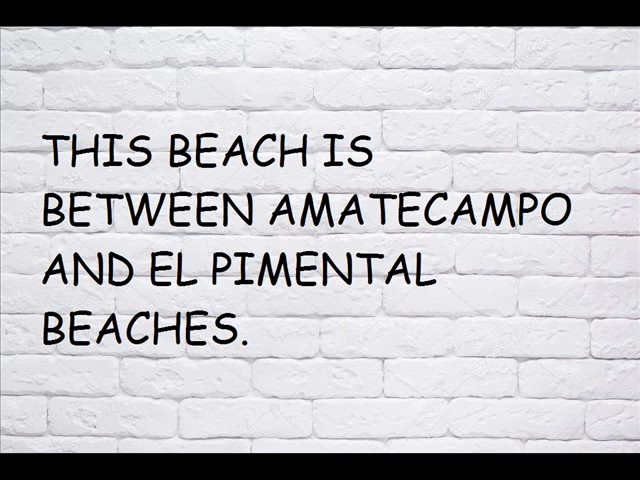 THIS BEACH IS
BETWEEN AMATECAMPO
AND EL PIMENTAL
BEACHES.